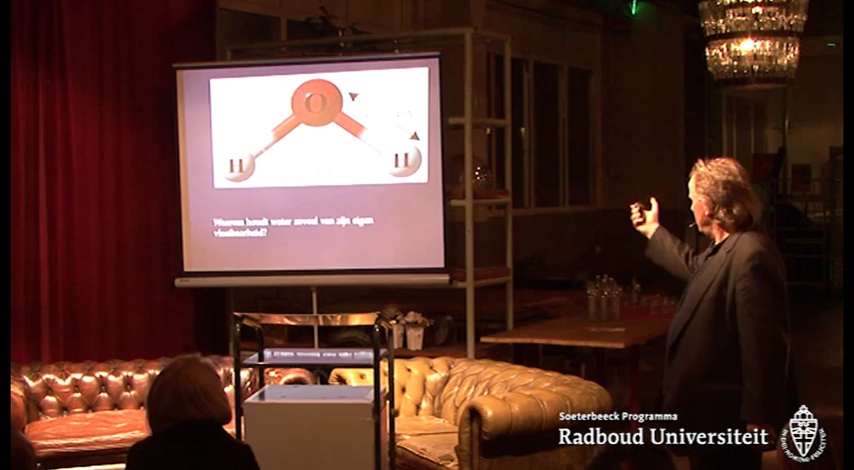 O
H
H
Waarom houdt water zoveel van zijn eigen
vloeibaarheid?
Soeterbeeck Programma
Radboud Universiteit